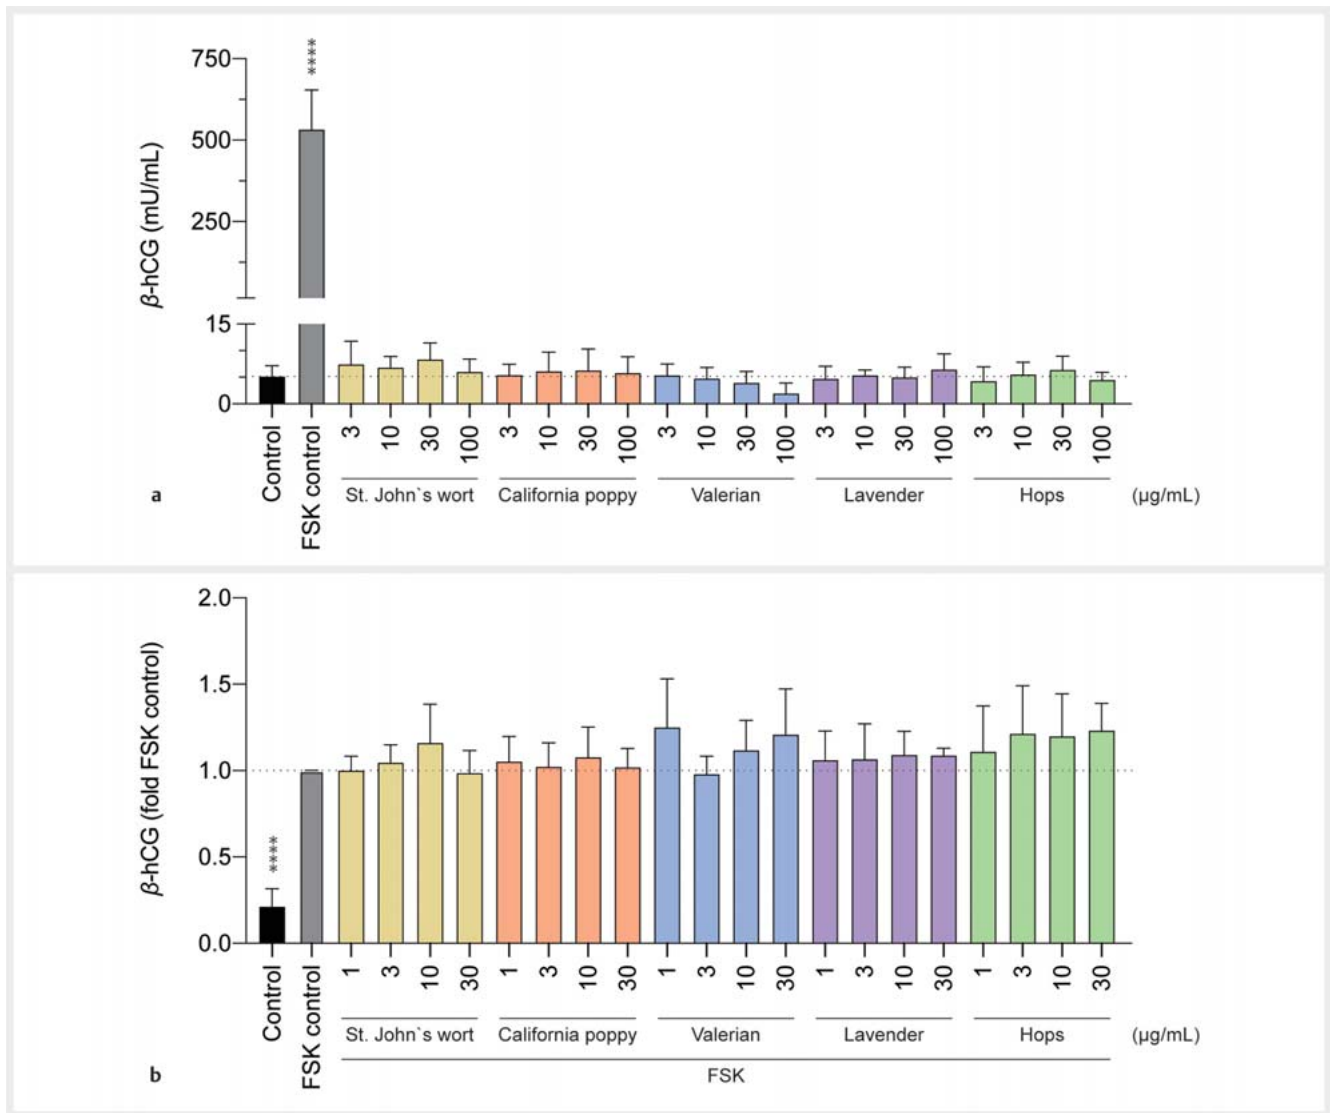 β-hCG (mU/mL)
750
500
250
15
0
****
Control
FSK control
3 10 30 100 3 10 30 100 3 10 30 100 3 10 30 100 3 10 30 100
St. John`s wort California poppy Valerian Lavender Hops (µg/mL)
a
β-hCG (fold FSK control)
2.0
1.5
1.0
0.5
0.0
****
Control
FSK control
1 3 10 30 1 3 10 30 1 3 10 30 1 3 10 30 1 3 10 30
St. John`s wort California poppy Valerian Lavender Hops (µg/mL)
FSK
b